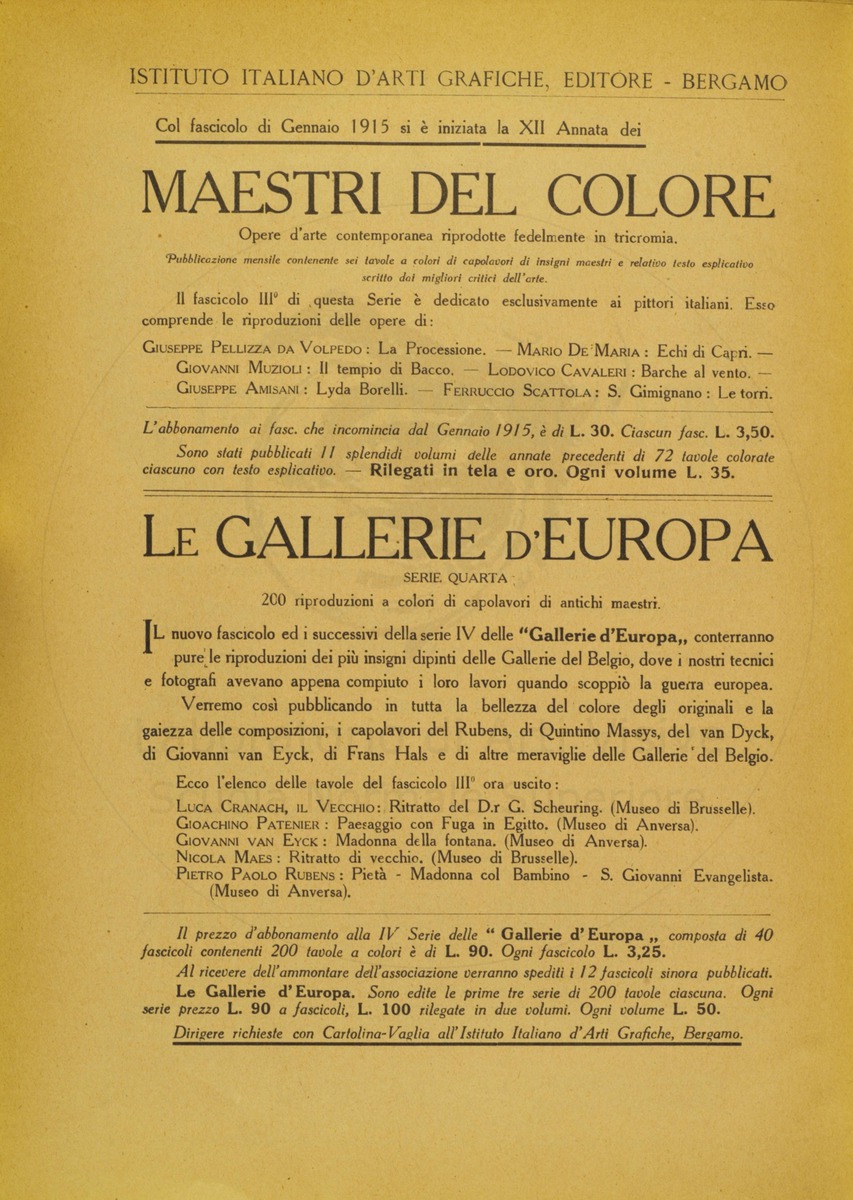 ISTITUTO ITALIANO D'ARTI GRAFICHE, EDITORE - BERGAMO
Col fascicolo di Gennaio 1915 si è iniziata la XII Annata dei
MAESTRI DEL COLORE
Opere d'arte contemporanea riprodotte fedelmente in tricromia.
Pubblicazione mensile contenente sei tavole a colori di capolavori di insigni maestri e relativo testo esplicativo
scritto dai migliori critici dell'arte.
Il fascicolo IIIº di questa Serie è dedicato esclusivamente ai pittori italiani. Esso
comprende le riproduzioni delle opere di:
GIUSEPPE PELLIZZA DA VOLPEDO: La Processione. — MARIO DE MARIA: Echi di Capri. —
GIOVANNI MUZIOLI: Il tempio di Bacco. — LODOVICO CAVALERI: Barche al vento. —
GIUSEPPE AMISANI: Lyda Borelli. — FERRUCCIO SCATTOLA: S. Gimignano: Le torri.
L'abbonamento ai fasc. che incomincia dal Gennaio 1915, è di L. 30. Ciascun fasc. L. 3,50.
Sono stati pubblicati 11 splendidi volumi delle annate precedenti di 72 tavole colorate
ciascuno con testo esplicativo. — Rilegati in tela e oro. Ogni volume L. 35.
LE GALLERIE D'EUROPA
SERIE QUARTA
200 riproduzioni a colori di capolavori di antichi maestri.
IL nuovo fascicolo ed i successivi della serie IV delle "Gallerie d'Europa„ conterranno
pure le riproduzioni dei più insigni dipinti delle Gallerie del Belgio, dove i nostri tecnici
e fotografi avevano appena compiuto i loro lavori quando scoppiò la guerra europea.
Verremo così pubblicando in tutta la bellezza del colore degli originali e la
gaiezza delle composizioni, i capolavori del Rubens, di Quintino Massys, del van Dyck,
di Giovanni van Eyck, di Frans Hals e di altre meraviglie delle Gallerie del Belgio.
Ecco l'elenco delle tavole del fascicolo IIIº ora uscito:
LUCA CRANACH, IL VECCHIO: Ritratto del D.r G. Scheuring. (Museo di Brusselle).
GIOACHINO PATENIER: Paesaggio con Fuga in Egitto. (Museo di Anversa).
GIOVANNI VAN EYCK: Madonna della fontana. (Museo di Anversa).
NICOLA MAES: Ritratto di vecchio. (Museo di Brusselle).
PIETRO PAOLO RUBENS: Pietà - Madonna col Bambino - S. Giovanni Evangelista.
(Museo di Anversa).
Il prezzo d'abbonamento alla IV Serie delle " Gallerie d'Europa „ composta di 40
fascicoli contenenti 200 tavole a colori è di L. 90. Ogni fascicolo L. 3,25.
Al ricevere dell'ammontare dell'associazione verranno spediti i 12 fascicoli sinora pubblicati.
Le Gallerie d'Europa. Sono edite le prime tre serie di 200 tavole ciascuna. Ogni
serie prezzo L. 90 a fascicoli, L. 100 rilegate in due volumi. Ogni volume L. 50.
Dirigere richieste con Cartolina-Vaglia all'Istituto Italiano d'Arti Grafiche, Bergamo.